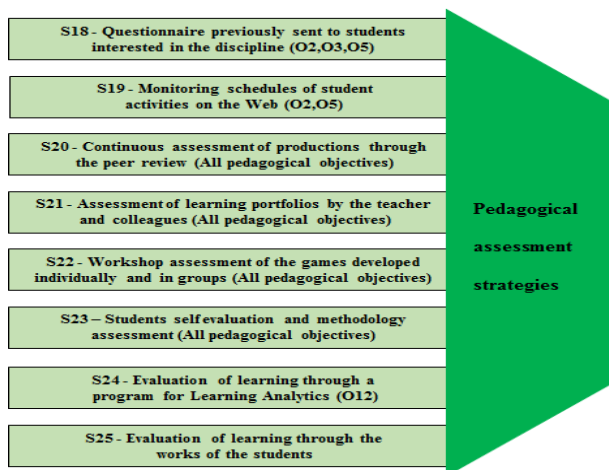 S18 - Questionnaire previously sent to students
interested in the discipline (O2,O3,O5)
S19 - Monitoring schedules of student
activities on the Web (O2,O5)
S20 - Continuous assessment of productions through
the peer review (All pedagogical objectives)
S21 - Assessment of learning portfolios by the teacher
and colleagues (All pedagogical objectives)
S22 - Workshop assessment of the games developed
individually and in groups (All pedagogical objectives)
S23 – Students self evaluation and methodology
assessment (All pedagogical objectives)
S24 - Evaluation of learning through a
program for Learning Analytics (O12)
S25 - Evaluation of learning through the
works of the students
Pedagogical
assessment
strategies